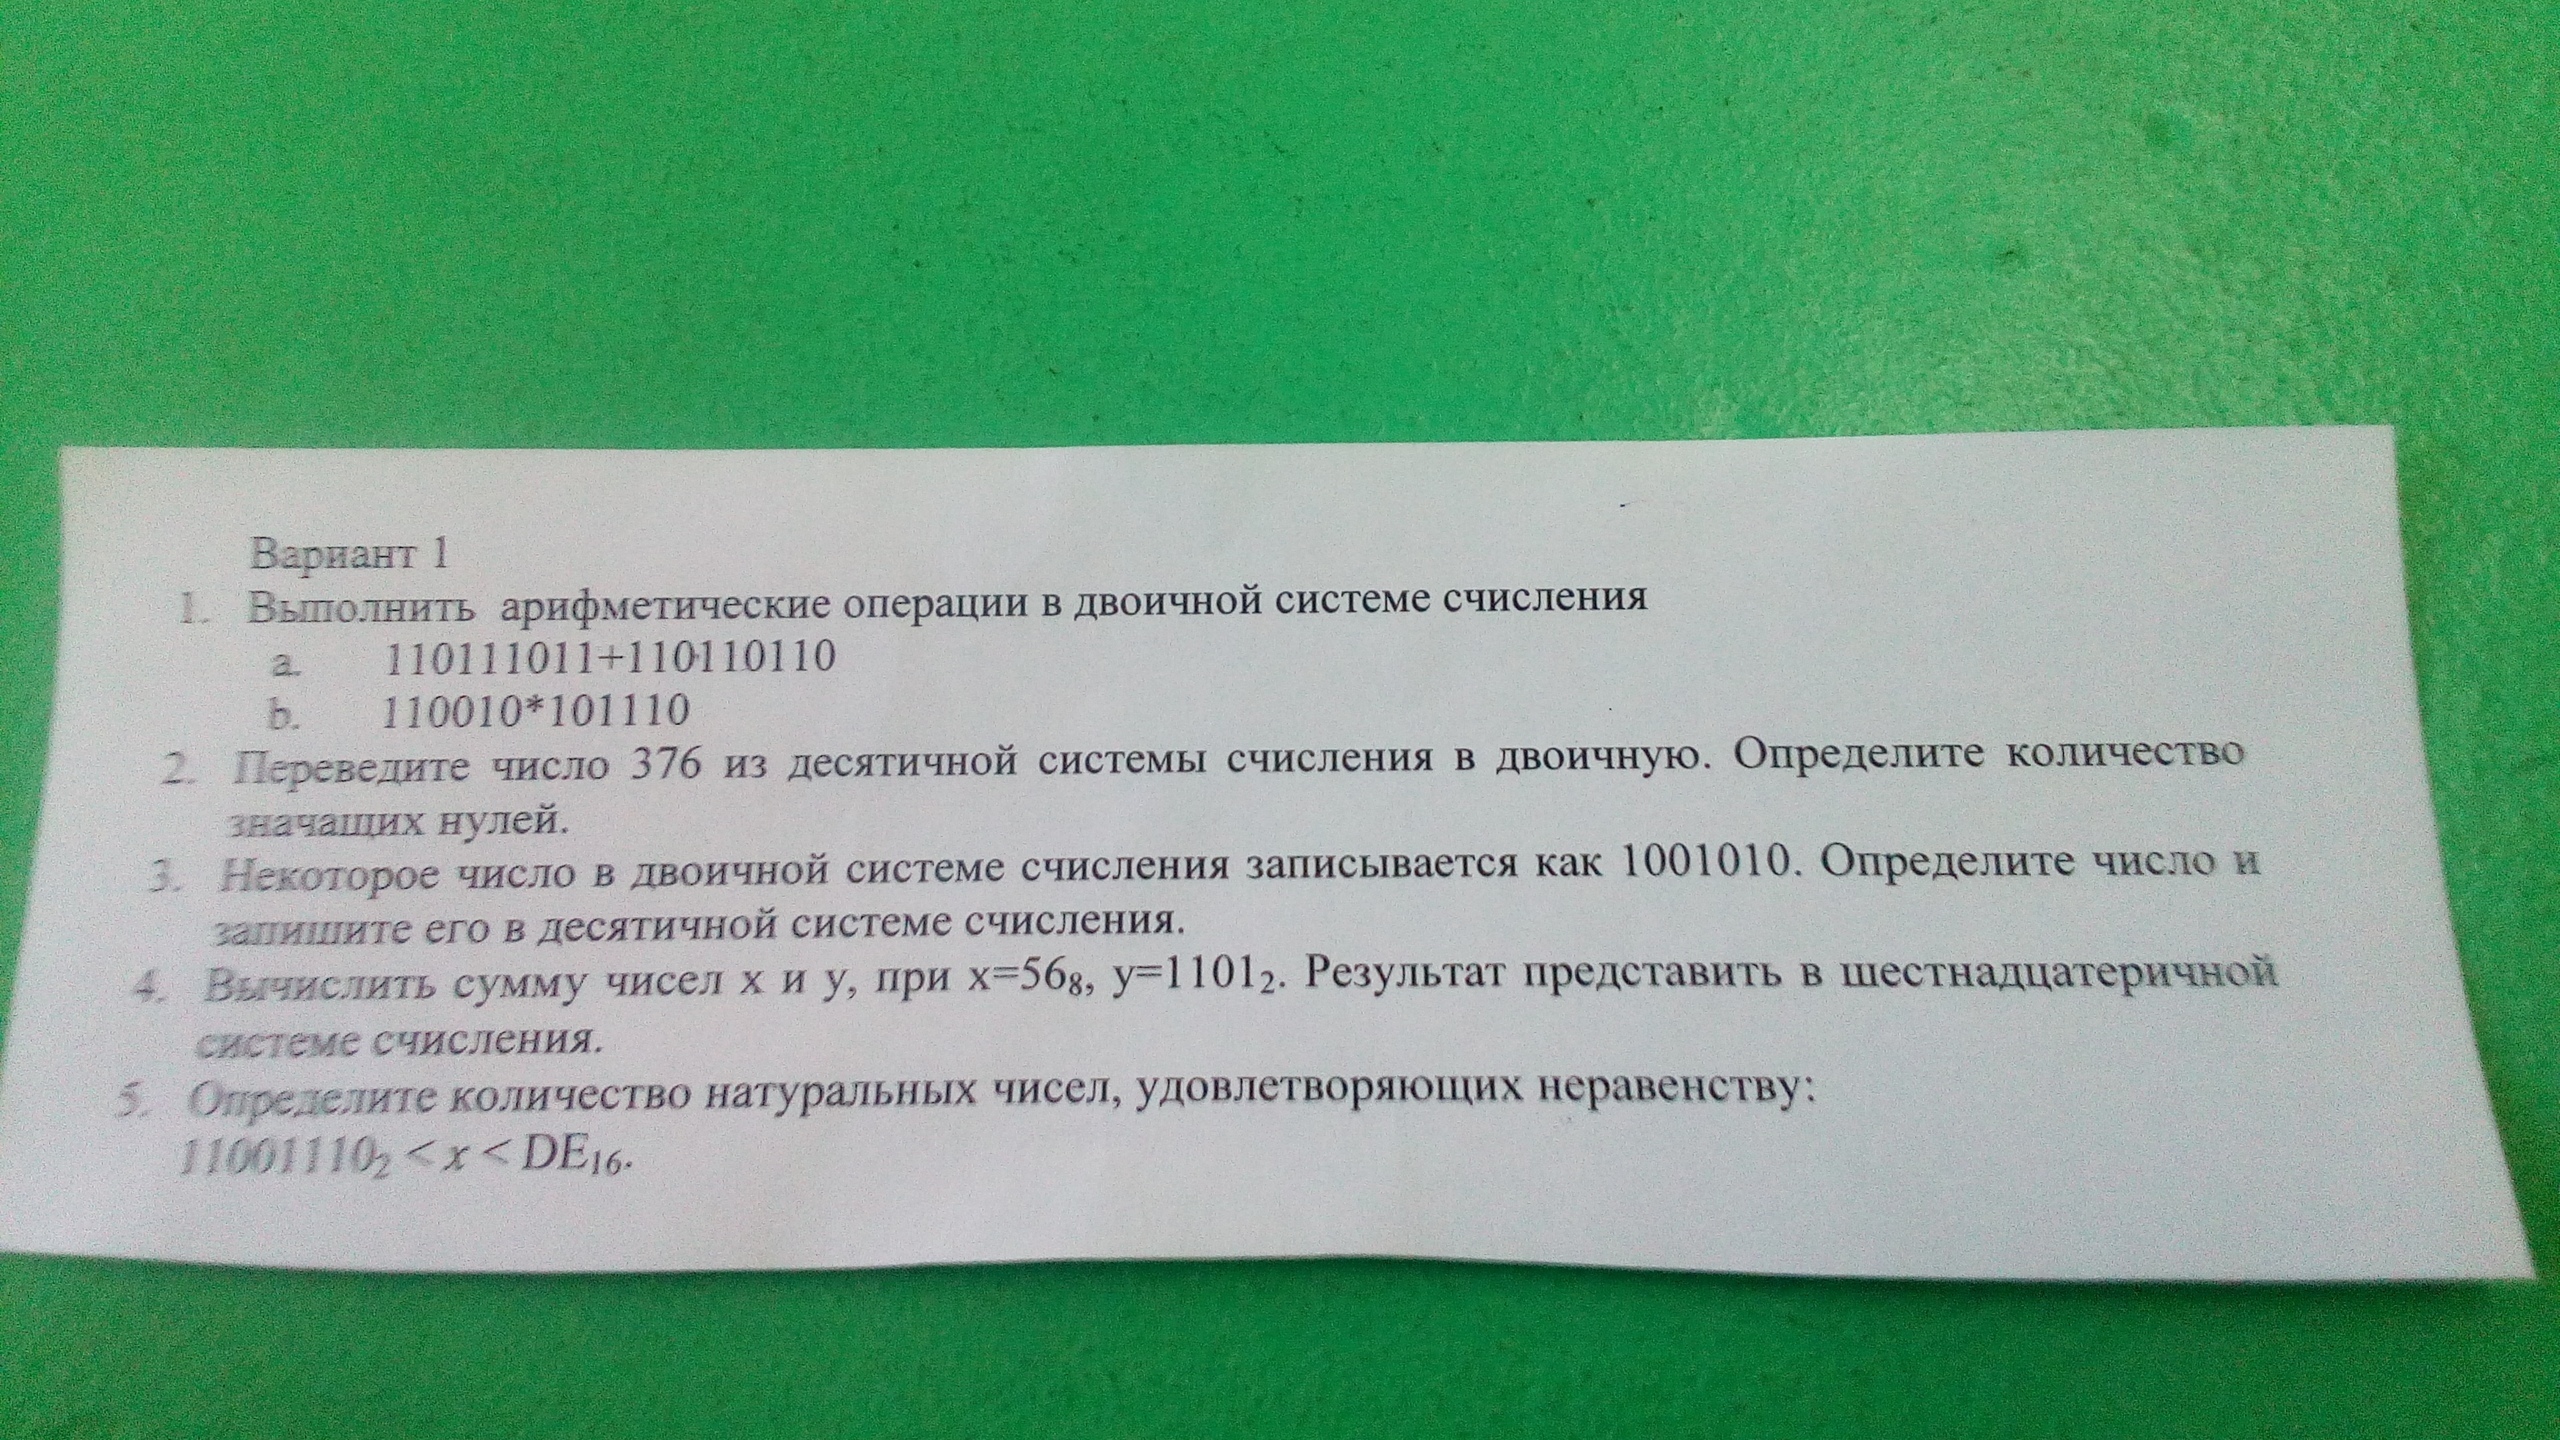 Вариант 1
1. Выполнить арифметические операции в двоичной системе счисления
a. 110111011+110110110
b. 110010*101110
2. Переведите число 376 из десятичной системы счисления в двоичную. Определите количество
значащих нулей.
3. Некоторое число в двоичной системе счисления записывается как 1001010. Определите число и
запишите его в десятичной системе счисления.
4. Вычислить сумму чисел x и y, при x=56₈, y=1101₂. Результат представить в шестнадцатеричной
системе счисления.
5. Определите количество натуральных чисел, удовлетворяющих неравенству:
11001110₂ < x < DE₁₆.